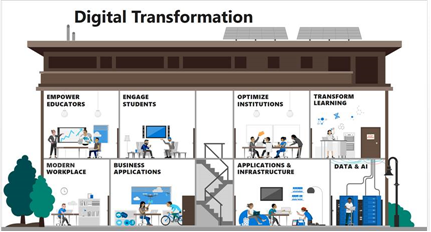 Digital Transformation
EMPOWER
EDUCATORS
ENGAGE
STUDENTS
OPTIMIZE
INSTITUTIONS
TRANSFORM
LEARNING
MODERN
WORKPLACE
BUSINESS
APPLICATIONS
APPLICATIONS &
INFRASTRUCTURE
DATA & AI